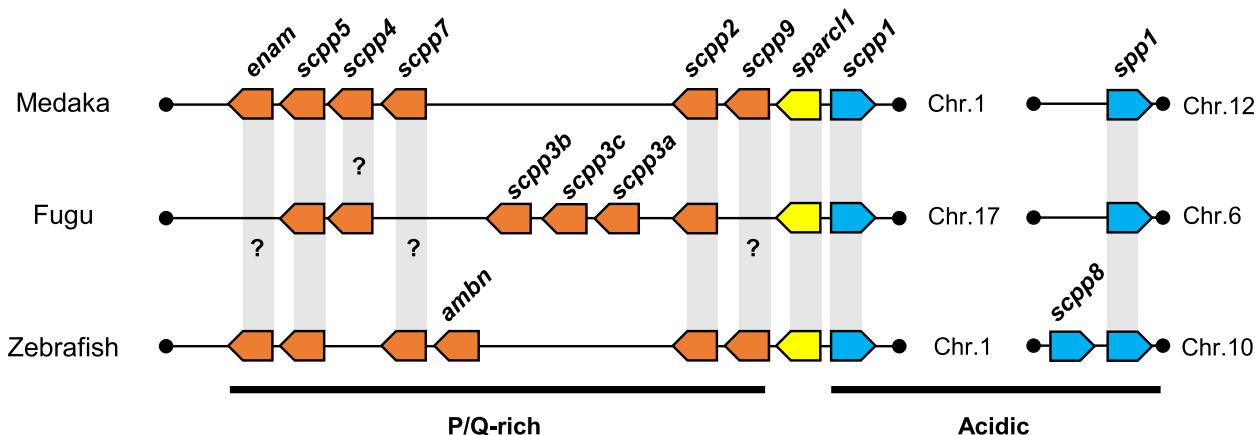 enam scpp5 scpp4 scpp7 scpp2 scpp9 sparcl1 scpp1 spp1
Medaka Chr.1 Chr.12
?
scpp3b scpp3c scpp3a
Fugu Chr.17 Chr.6
? ? ?
ambn scpp8
Zebrafish Chr.1 Chr.10
P/Q-rich Acidic